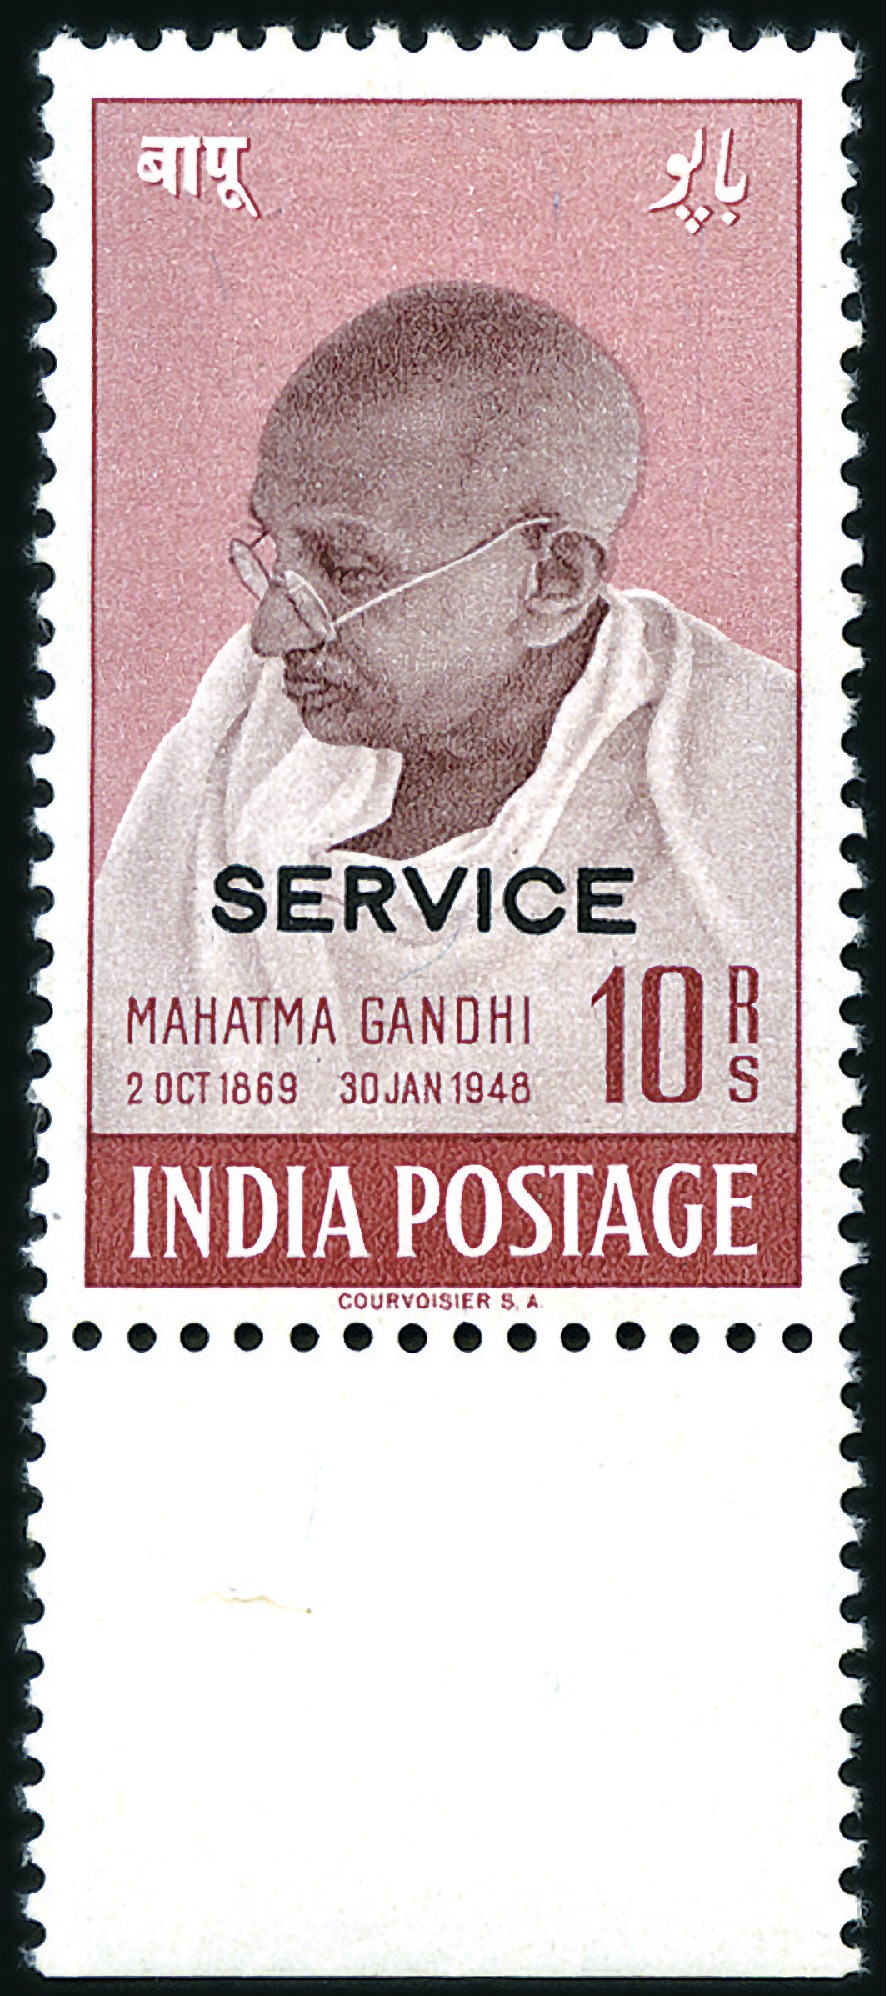 बापू
باپو
SERVICE
MAHATMA GANDHI
10 RS
2 OCT 1869 30 JAN 1948
INDIA POSTAGE
COURVOISIER S. A.